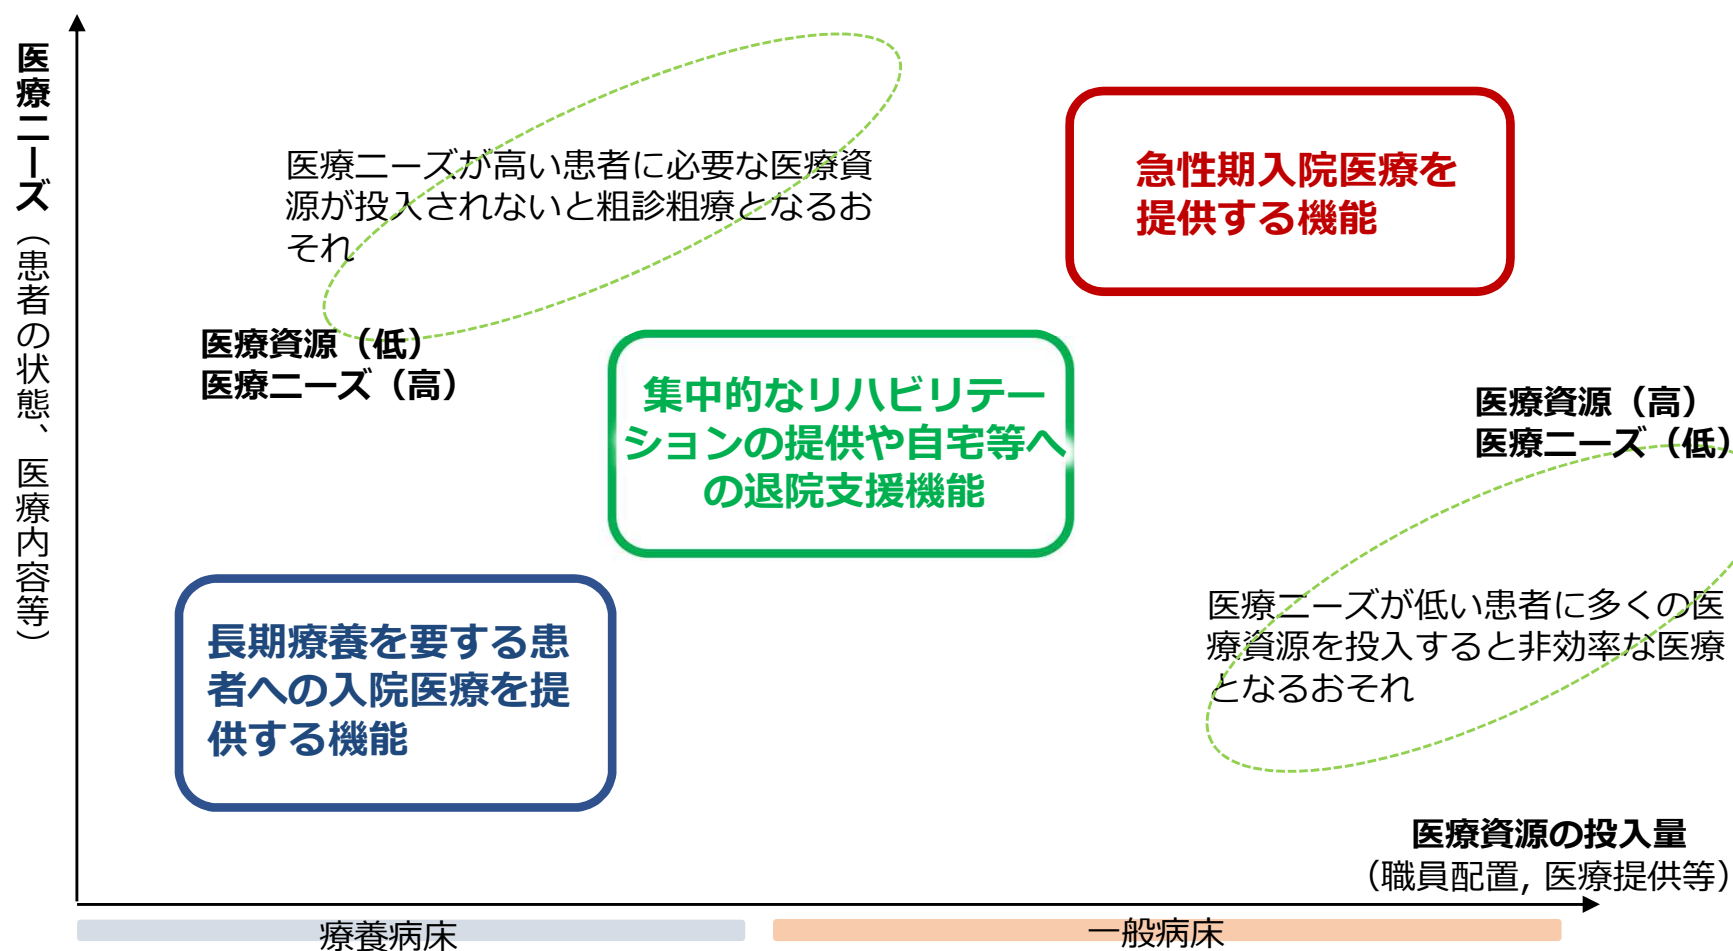 医療ニーズ（患者の状態、医療内容等）
医療ニーズが高い患者に必要な医療資
源が投入されないと粗診粗療となるお
それ
医療資源（低）
医療ニーズ（高）
急性期入院医療を
提供する機能
集中的なリハビリテー
ションの提供や自宅等へ
の退院支援機能
医療資源（高）
医療ニーズ（低）
医療ニーズが低い患者に多くの医
療資源を投入すると非効率な医療
となるおそれ
長期療養を要する患
者への入院医療を提
供する機能
医療資源の投入量
（職員配置, 医療提供等）
療養病床
一般病床